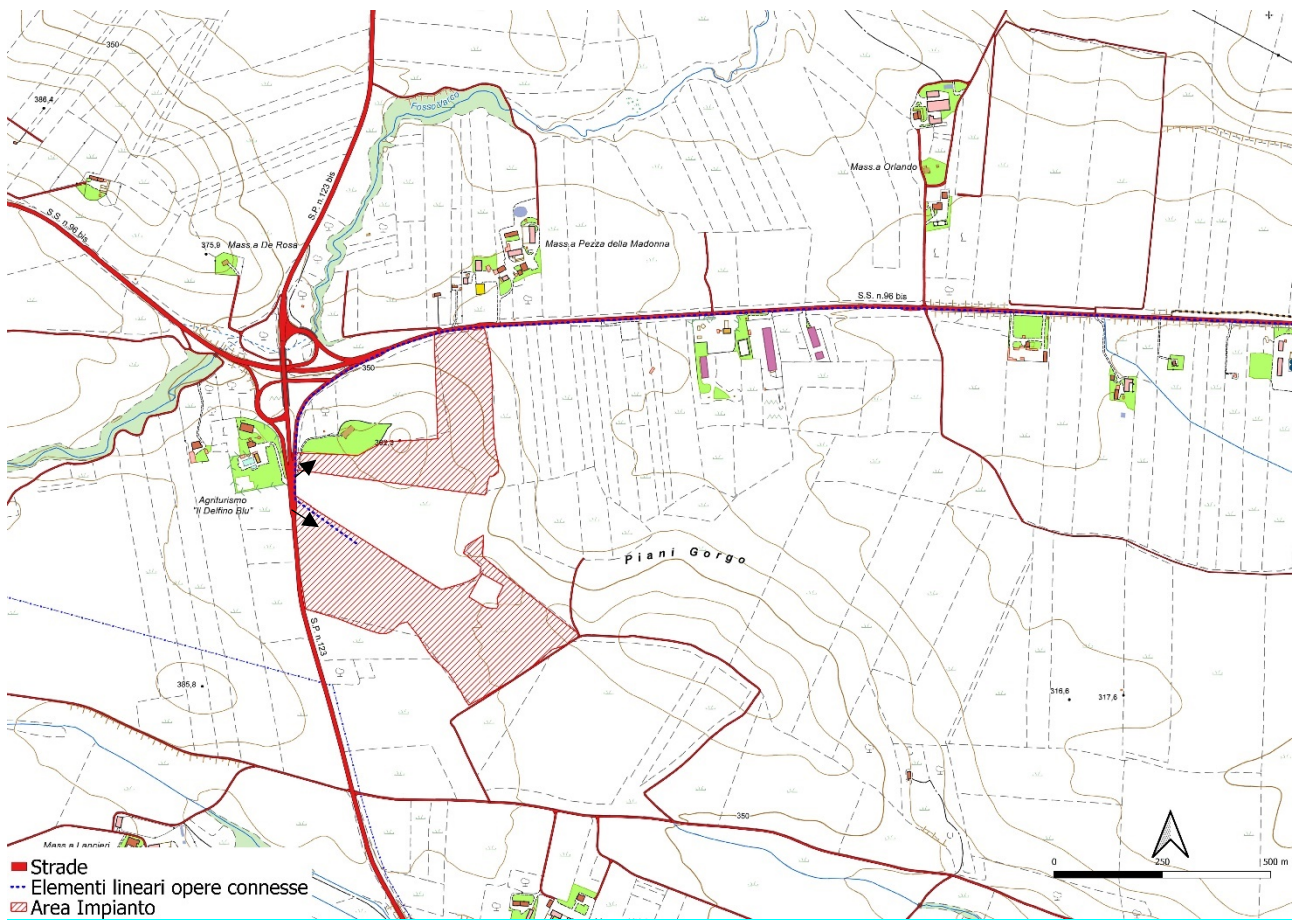 350
386,4
Fosso
S.P. n.123 bis
S.S. n.96 bis
375,9
Mass.a De Rosa
Mass.a Pezza della Madonna
Mass.a Orlando
S.S. n.96 bis
350
382,3
Agriturismo
"Il Delfino Blu"
Piani Gorgo
S.P. n.123
385,8
316,6
317,6
350
Mass.a Lancieri
Strade
Elementi lineari opere connesse
Area Impianto
0 250 500 m